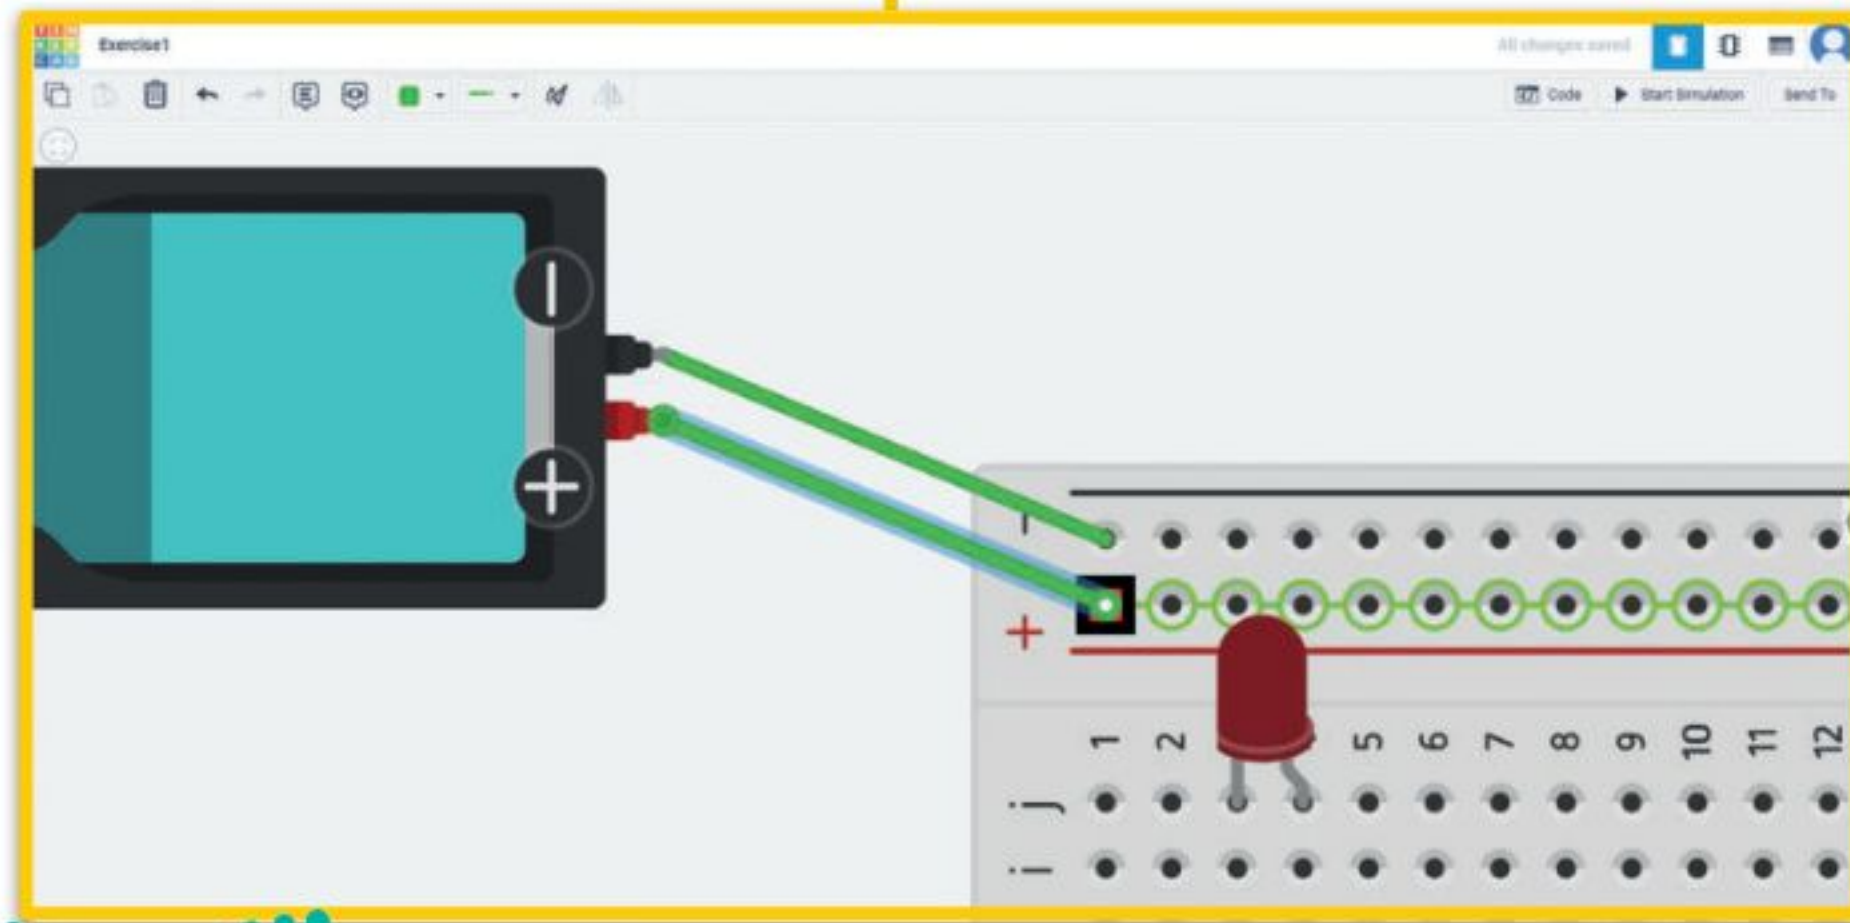 Exercise1
All changes saved
Code
Start Simulation
Send To
−
+
−
+
1 2 5 6 7 8 9 10 11 12
j
i